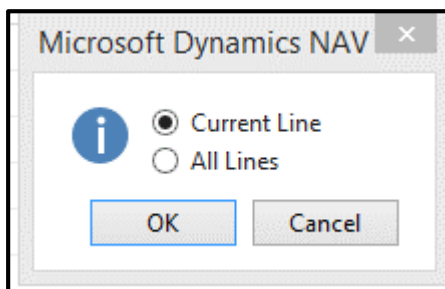 Microsoft Dynamics NAV
Current Line
All Lines
OK Cancel